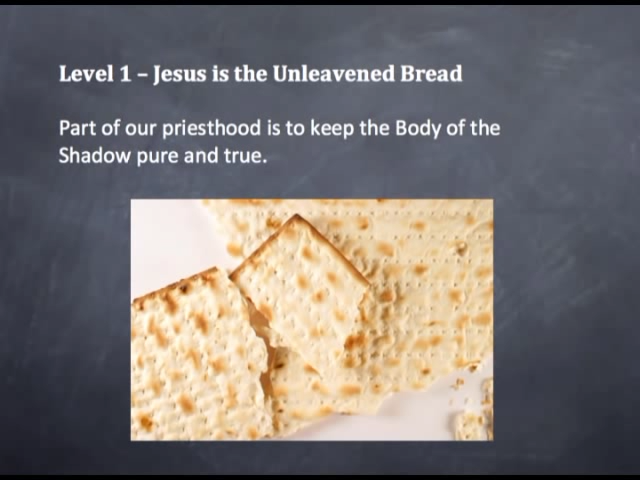 Level 1 – Jesus is the Unleavened Bread
Part of our priesthood is to keep the Body of the
Shadow pure and true.